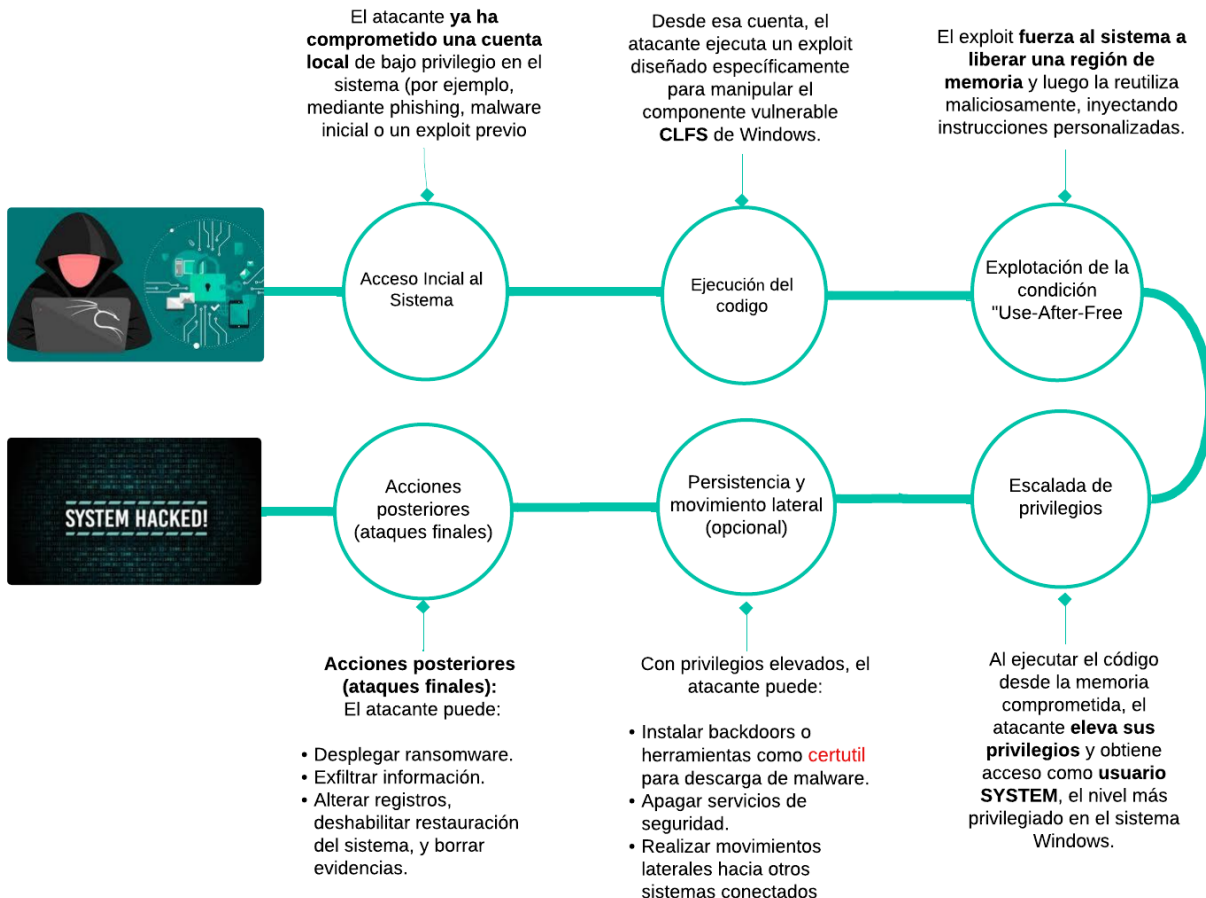 El atacante ya ha
comprometido una cuenta
local de bajo privilegio en el
sistema (por ejemplo,
mediante phishing, malware
inicial o un exploit previo
Desde esa cuenta, el
atacante ejecuta un exploit
diseñado específicamente
para manipular el
componente vulnerable
CLFS de Windows.
El exploit fuerza al sistema a
liberar una región de
memoria y luego la reutiliza
maliciosamente, inyectando
instrucciones personalizadas.
Acceso Incial al
Sistema
Ejecución del
codigo
Explotación de la
condición
"Use-After-Free
Escalada de
privilegios
Persistencia y
movimiento lateral
(opcional)
Acciones
posteriores
(ataques finales)
SYSTEM HACKED!
Acciones posteriores
(ataques finales):
El atacante puede:
• Desplegar ransomware.
• Exfiltrar información.
• Alterar registros,
deshabilitar restauración
del sistema, y borrar
evidencias.
Con privilegios elevados, el
atacante puede:
• Instalar backdoors o
herramientas como certutil
para descarga de malware.
• Apagar servicios de
seguridad.
• Realizar movimientos
laterales hacia otros
sistemas conectados
Al ejecutar el código
desde la memoria
comprometida, el
atacante eleva sus
privilegios y obtiene
acceso como usuario
SYSTEM, el nivel más
privilegiado en el sistema
Windows.